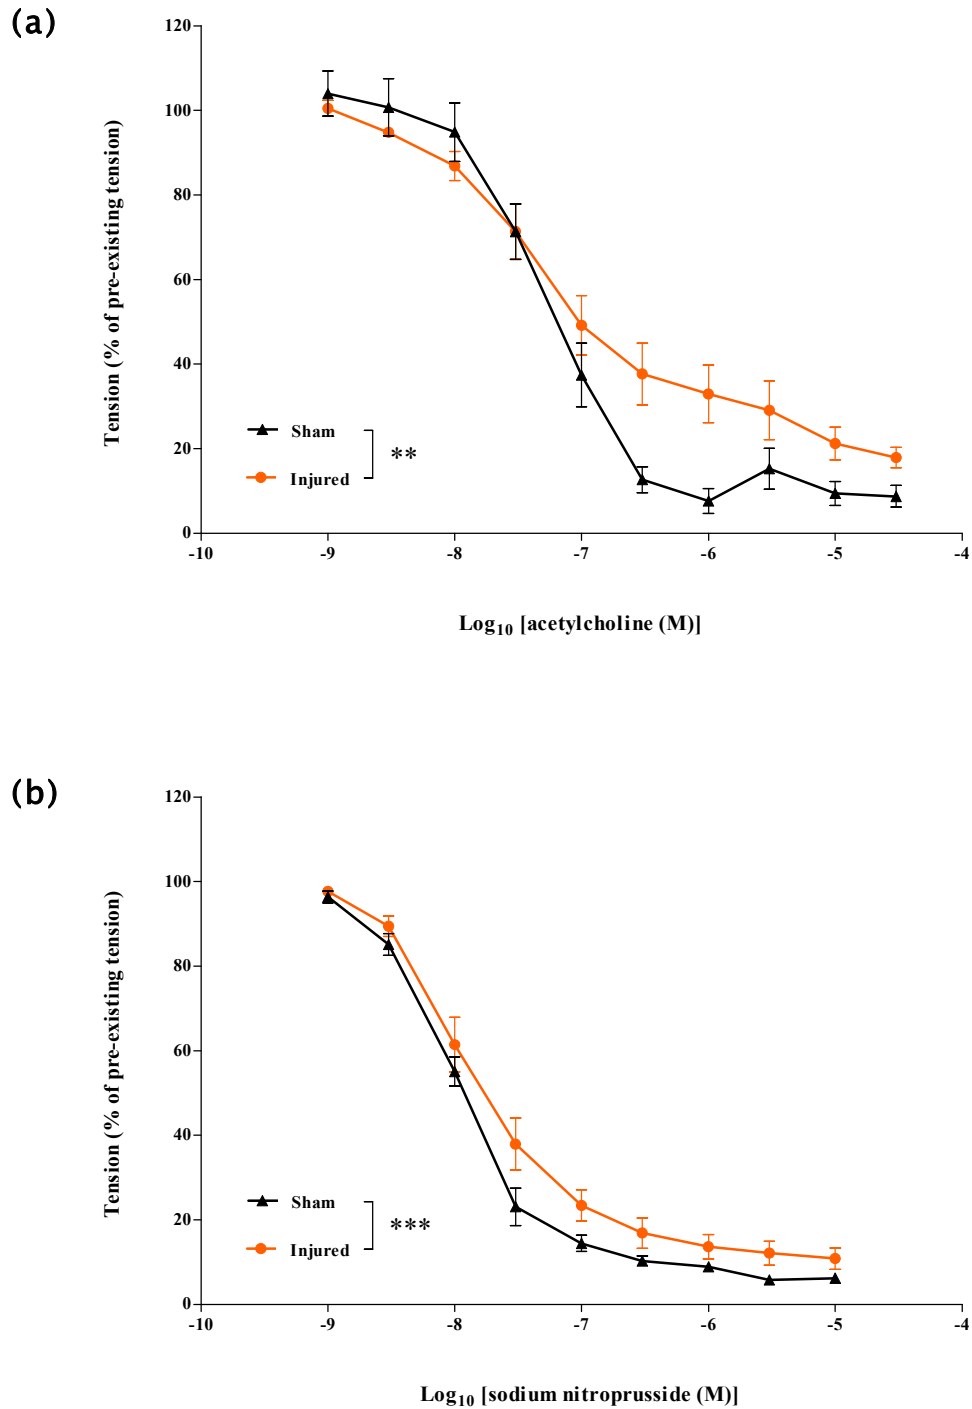 (a)
Tension (% of pre-existing tension)
120
100
80
60
40
20
0
Sham
Injured
**
-10 -9 -8 -7 -6 -5 -4
Log10 [acetylcholine (M)]
(b)
Tension (% of pre-existing tension)
120
100
80
60
40
20
0
Sham
Injured
***
-10 -9 -8 -7 -6 -5 -4
Log10 [sodium nitroprusside (M)]